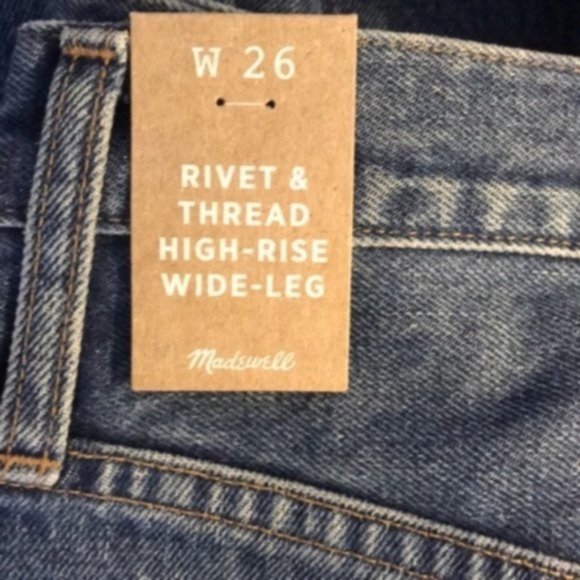 W 26
RIVET &
THREAD
HIGH-RISE
WIDE-LEG
Madewell